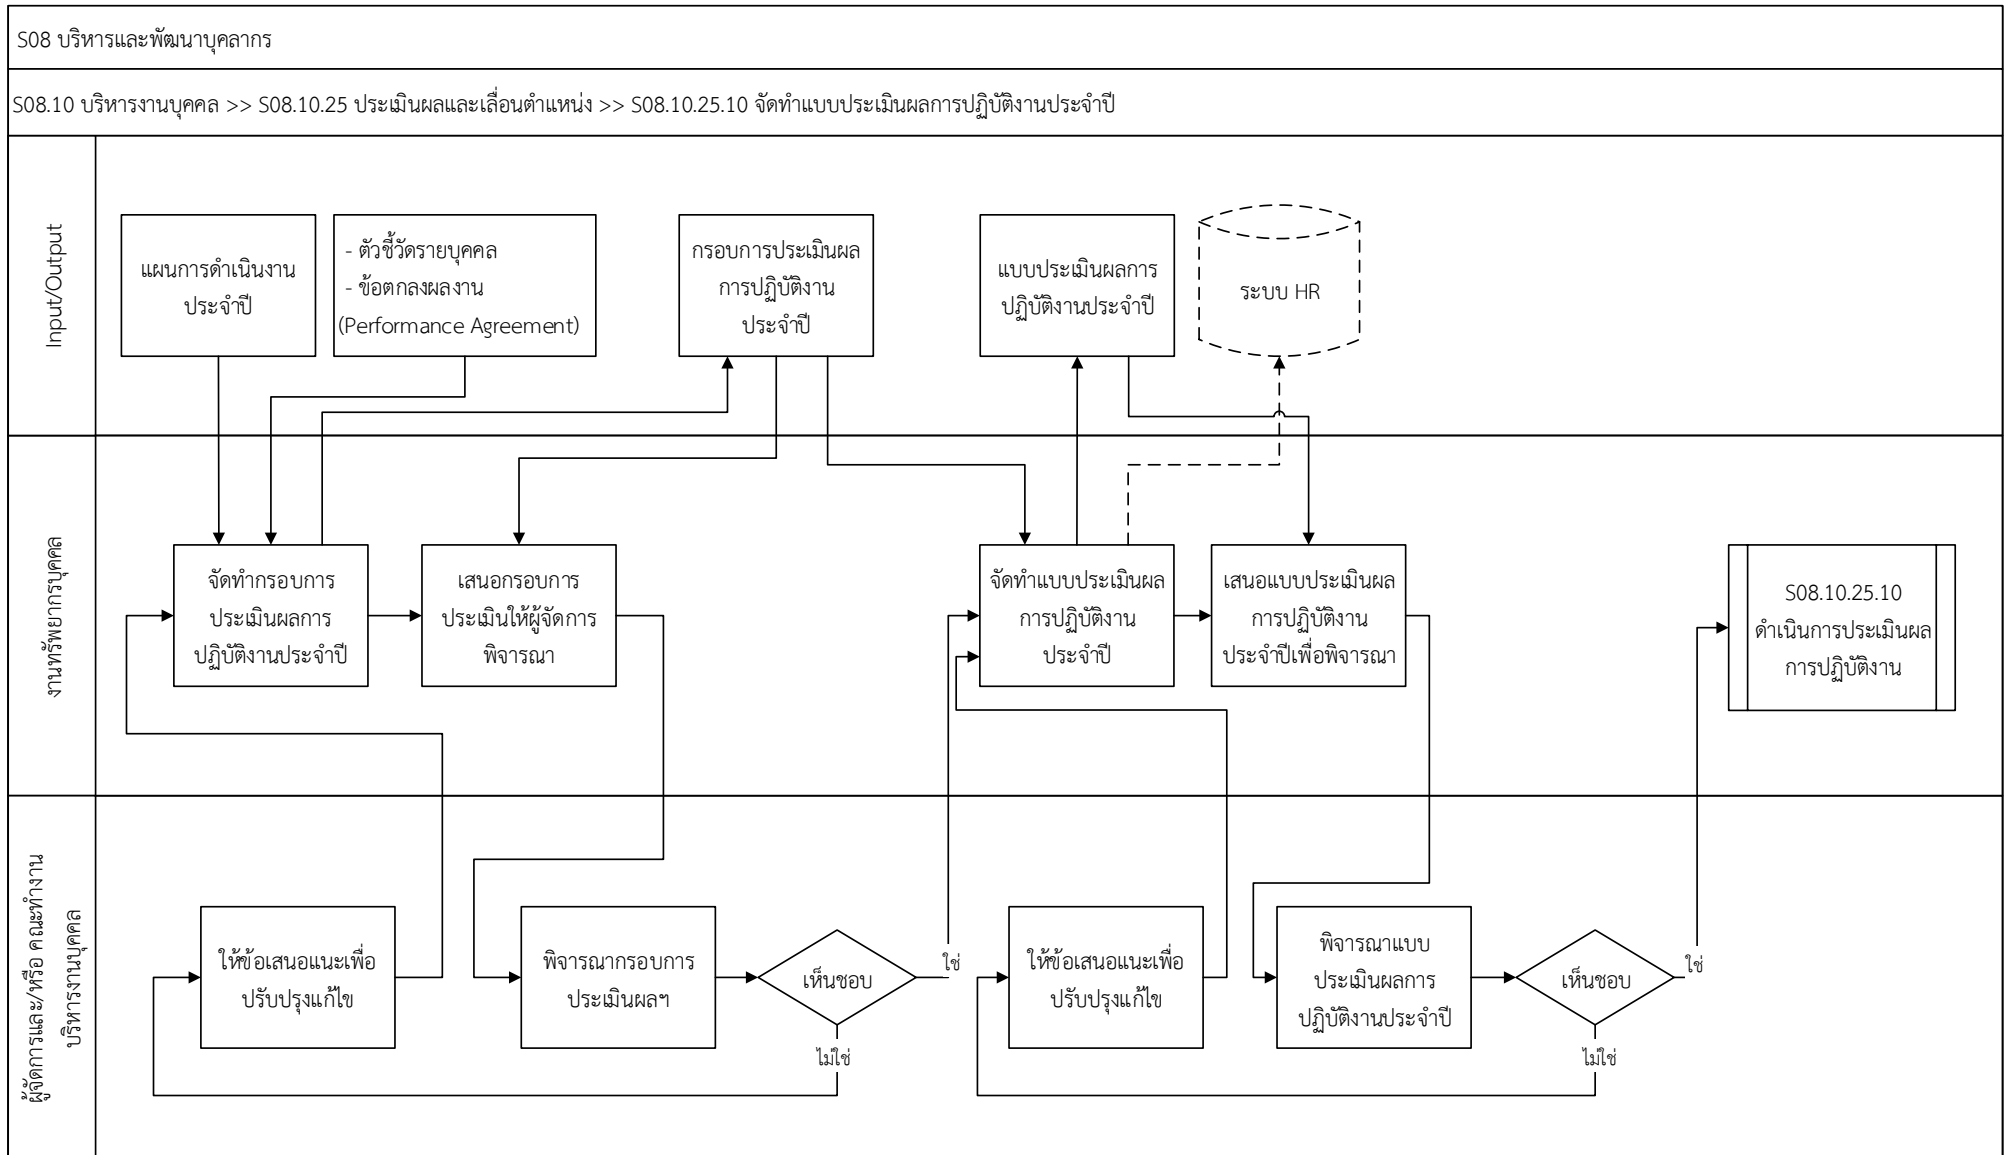 S08 บริหารและพัฒนาบุคลากร
S08.10 บริหารงานบุคคล >> S08.10.25 ประเมินผลและเลื่อนตำแหน่ง >> S08.10.25.10 จัดทำแบบประเมินผลการปฏิบัติงานประจำปี
Input/Output
แผนการดำเนินงาน
ประจำปี
- ตัวชี้วัดรายบุคคล
- ข้อตกลงผลงาน
(Performance Agreement)
กรอบการประเมินผล
การปฏิบัติงาน
ประจำปี
แบบประเมินผลการ
ปฏิบัติงานประจำปี
ระบบ HR
งานทรัพยากรบุคคล
จัดทำกรอบการ
ประเมินผลการ
ปฏิบัติงานประจำปี
เสนอกรอบการ
ประเมินให้ผู้จัดการ
พิจารณา
จัดทำแบบประเมินผล
การปฏิบัติงาน
ประจำปี
เสนอแบบประเมินผล
การปฏิบัติงาน
ประจำปีเพื่อพิจารณา
S08.10.25.10
ดำเนินการประเมินผล
การปฏิบัติงาน
ผู้จัดการและ/หรือ คณะทำงาน
บริหารงานบุคคล
ให้ข้อเสนอแนะเพื่อ
ปรับปรุงแก้ไข
พิจารณากรอบการ
ประเมินผลฯ
เห็นชอบ
ใช่
ไม่ใช่
ให้ข้อเสนอแนะเพื่อ
ปรับปรุงแก้ไข
พิจารณาแบบ
ประเมินผลการ
ปฏิบัติงานประจำปี
เห็นชอบ
ใช่
ไม่ใช่